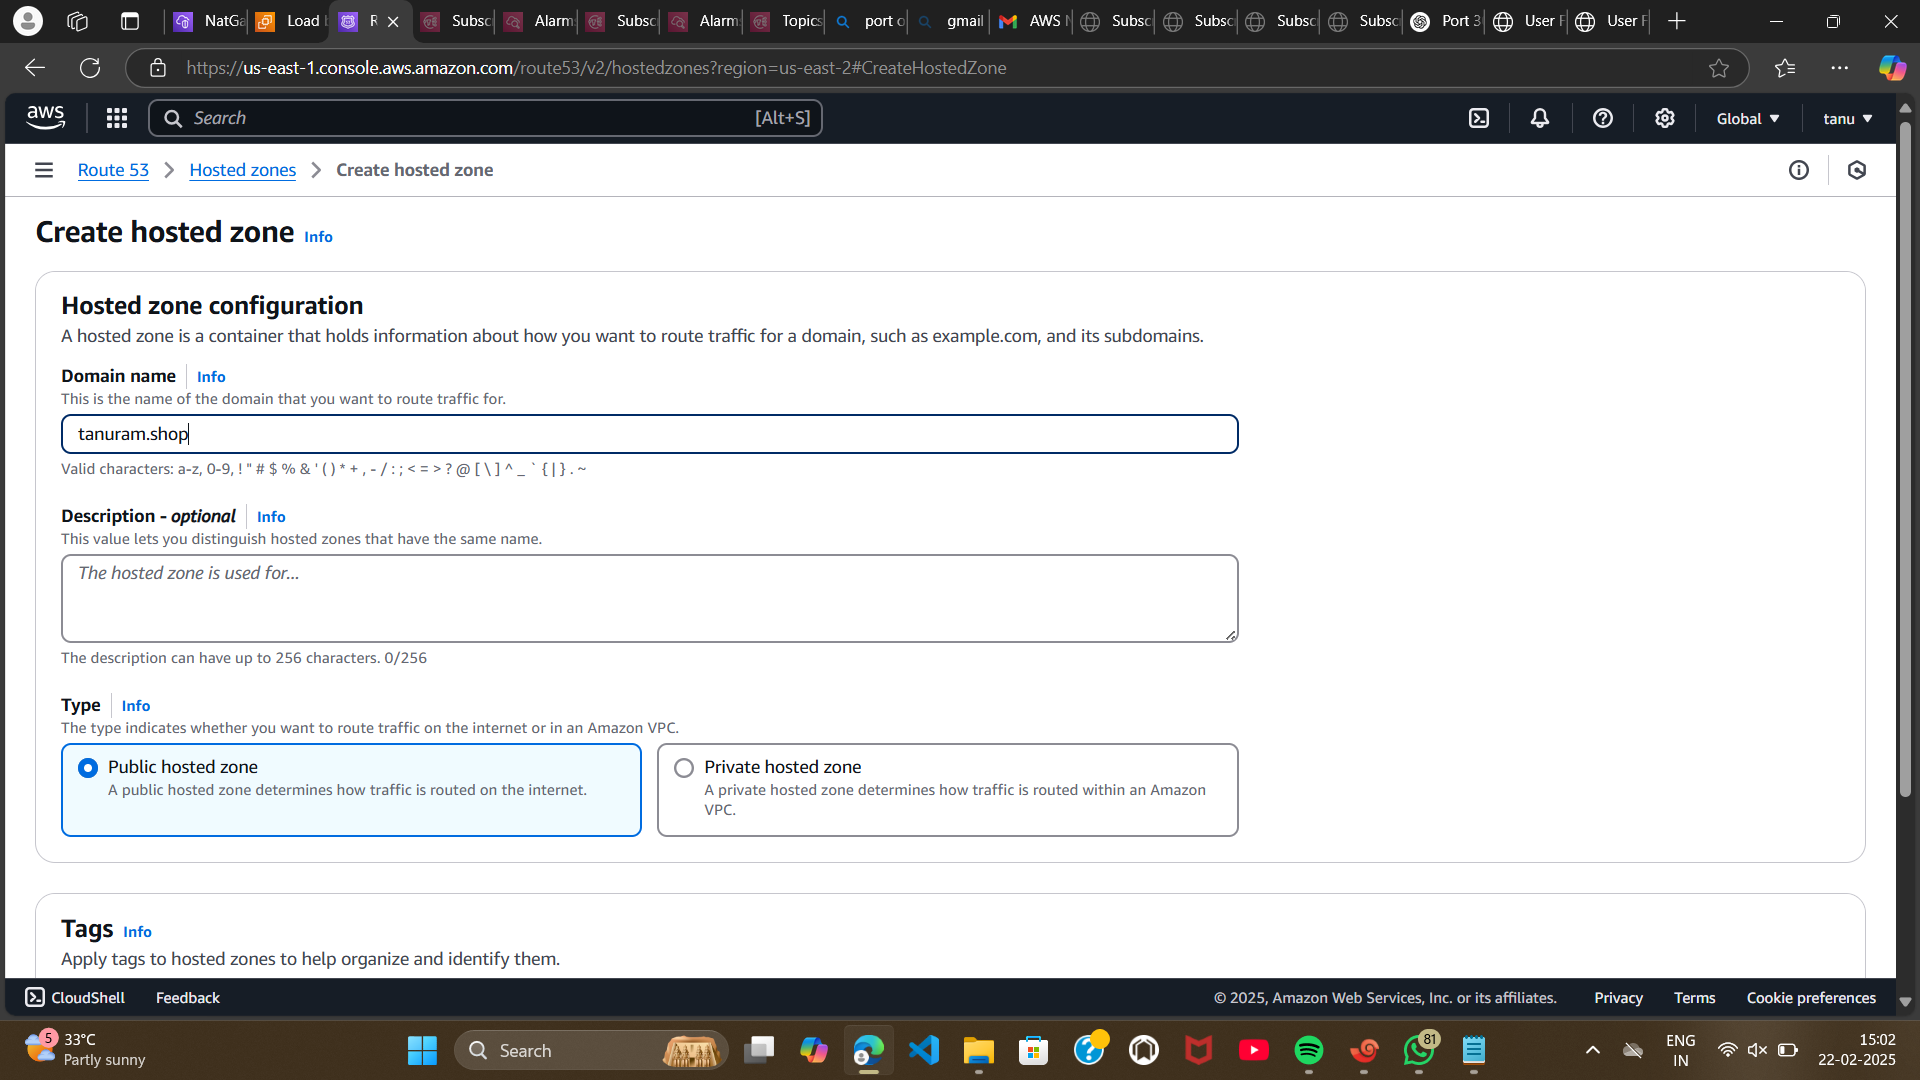 NatGa
Load b
R
Subsc
Alarm
Subsc
Alarm
Topics
port o
gmail
AWS N
Subsc
Subsc
Subsc
Subsc
Port 3
User F
User F
https://us-east-1.console.aws.amazon.com/route53/v2/hostedzones?region=us-east-2#CreateHostedZone
aws
Search
[Alt+S]
Global
tanu
Route 53
Hosted zones
Create hosted zone
Create hosted zone Info
Hosted zone configuration
A hosted zone is a container that holds information about how you want to route traffic for a domain, such as example.com, and its subdomains.
Domain name Info
This is the name of the domain that you want to route traffic for.
tanuram.shop
Valid characters: a-z, 0-9, ! " # $ % & ' ( ) * + , - / : ; < = > ? @ [ \ ] ^ _ ` { | } . ~
Description - optional Info
This value lets you distinguish hosted zones that have the same name.
The hosted zone is used for...
The description can have up to 256 characters. 0/256
Type Info
The type indicates whether you want to route traffic on the internet or in an Amazon VPC.
Public hosted zone
A public hosted zone determines how traffic is routed on the internet.
Private hosted zone
A private hosted zone determines how traffic is routed within an Amazon
VPC.
Tags Info
Apply tags to hosted zones to help organize and identify them.
CloudShell
Feedback
© 2025, Amazon Web Services, Inc. or its affiliates.
Privacy
Terms
Cookie preferences
5
33°C
Partly sunny
Search
81
ENG
IN
15:02
22-02-2025